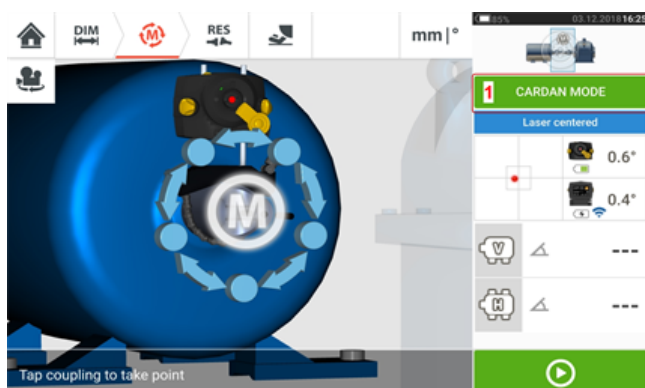 DIM
RES
mm|°
85%
03.12.2018 16:25
1 CARDAN MODE
Laser centered
0.6°
0.4°
M
V
---
H
---
Tap coupling to take point